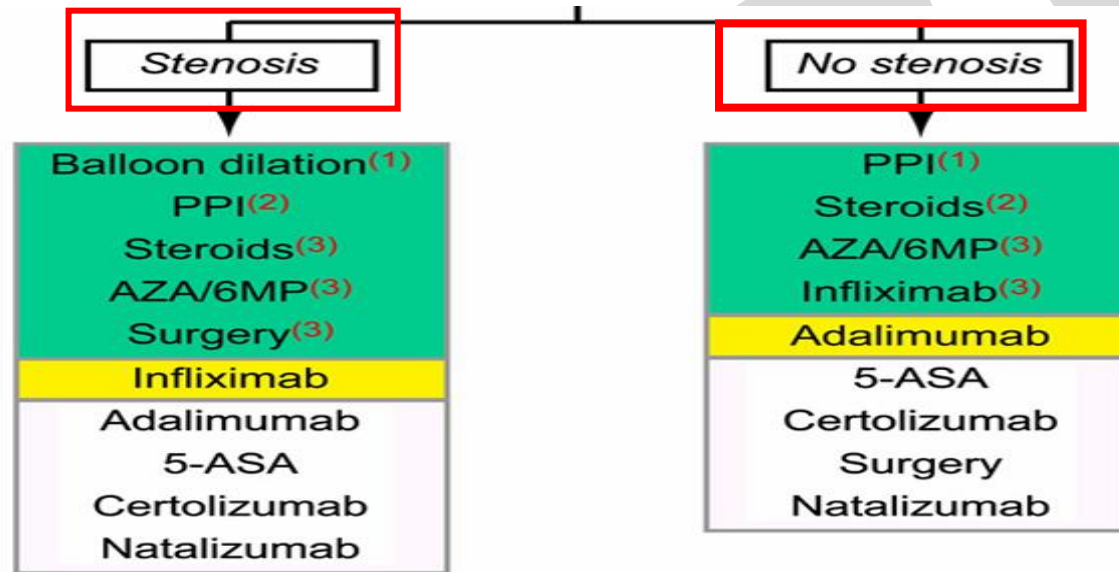 Stenosis
Balloon dilation(1)
PPI(2)
Steroids(3)
AZA/6MP(3)
Surgery(3)
Infliximab
Adalimumab
5-ASA
Certolizumab
Natalizumab
No stenosis
PPI(1)
Steroids(2)
AZA/6MP(3)
Infliximab(3)
Adalimumab
5-ASA
Certolizumab
Surgery
Natalizumab